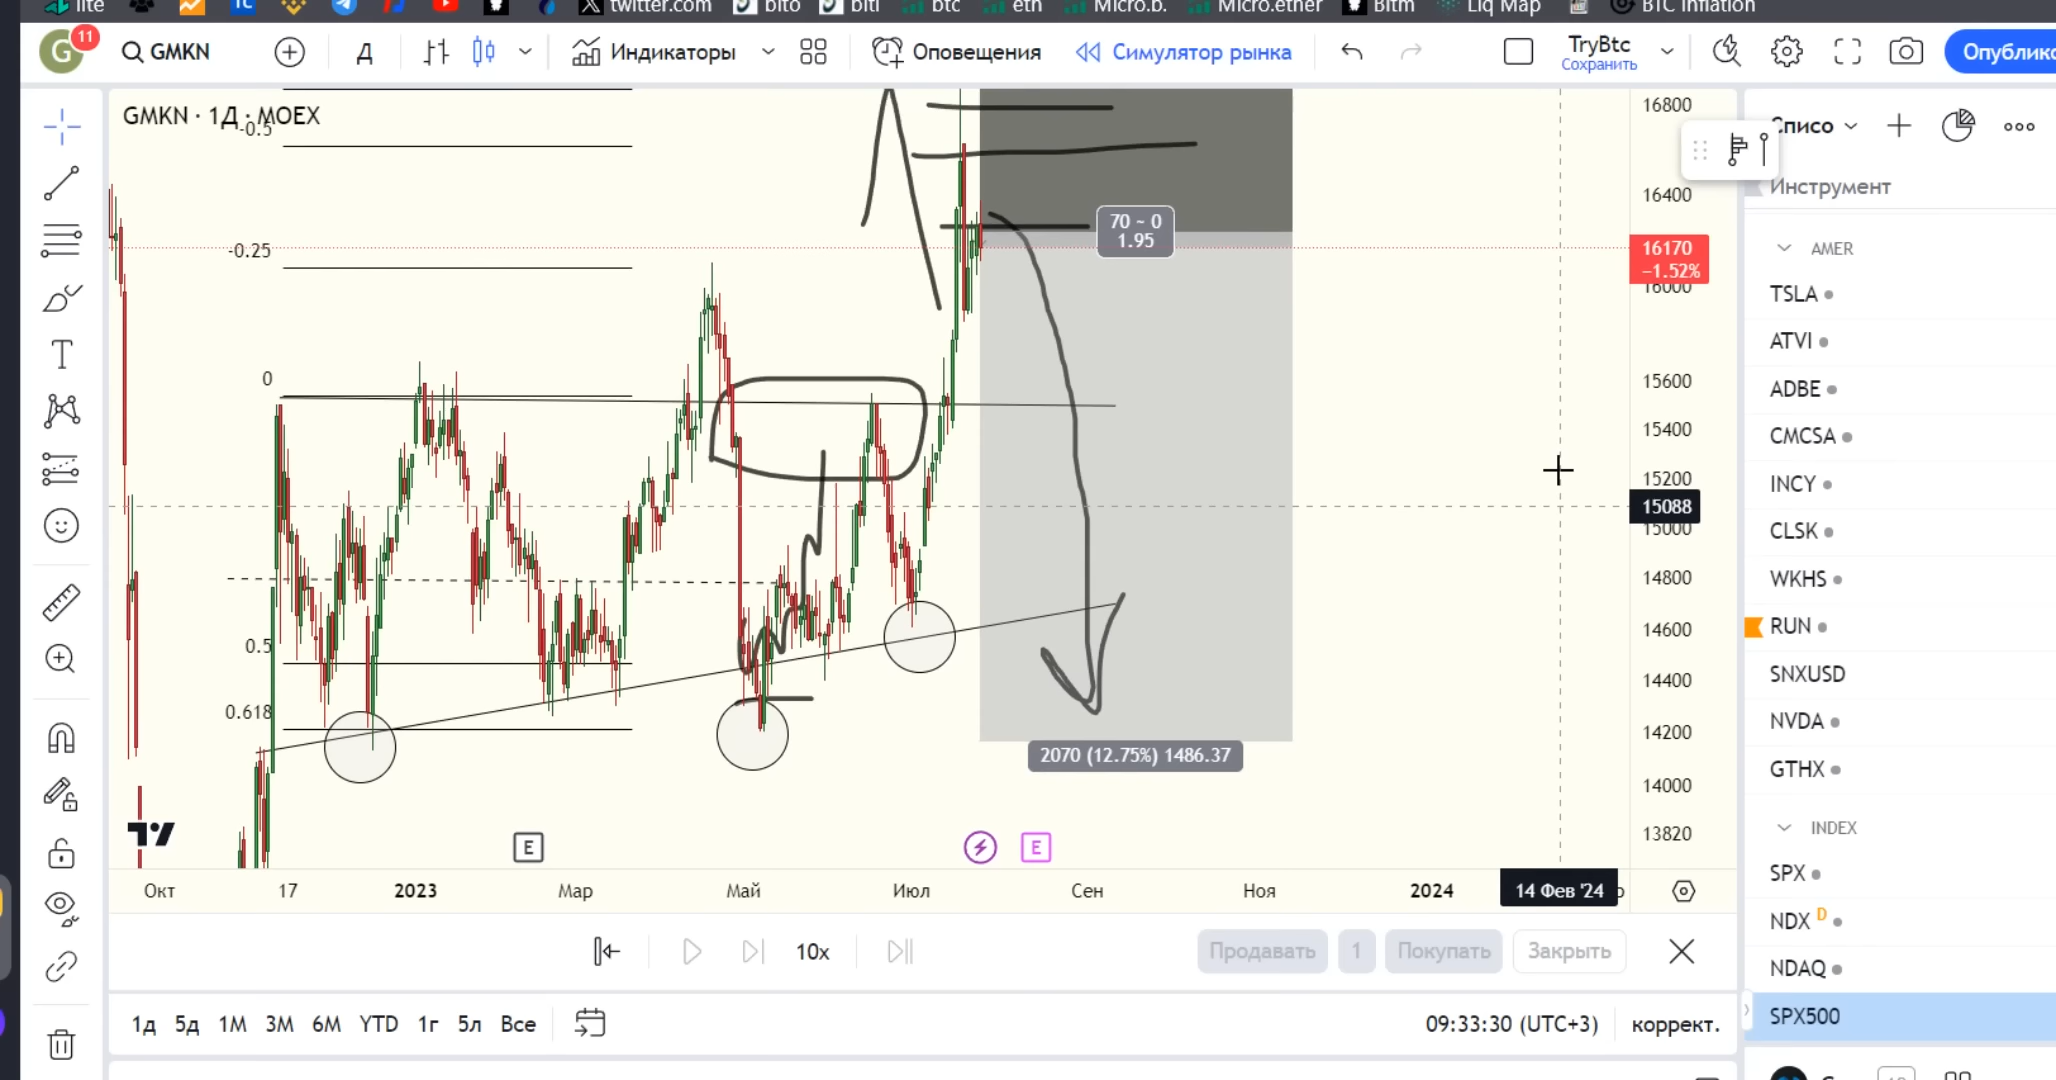 lite
TC
twitter.com
bito
biti
btc
eth
Micro.b.
Micro.ether
Bitm
Liq Map
BTC Inflation
G
11
GMKN
Д
Индикаторы
Оповещения
Симулятор рынка
TryBtc
Сохранить
GMKN · 1Д · MOEX
-0.5
-0.25
0
0.5
0.618
70 ~ 0
1.95
2070 (12.75%) 1486.37
16800
16400
16170
−1.52%
16000
15600
15400
15200
15088
15000
14800
14600
14400
14200
14000
13820
E
E
Окт
17
2023
Мар
Май
Июл
Сен
Ноя
2024
14 Фев '24
10x
Продавать
1
Покупать
Закрыть
1д
5д
1М
3М
6М
YTD
1г
5л
Все
09:33:30 (UTC+3)
коррект.
Инструмент
AMER
TSLA
ATVI
ADBE
CMCSA
INCY
CLSK
WKHS
RUN
SNXUSD
NVDA
GTHX
INDEX
SPX
NDX D
NDAQ
SPX500